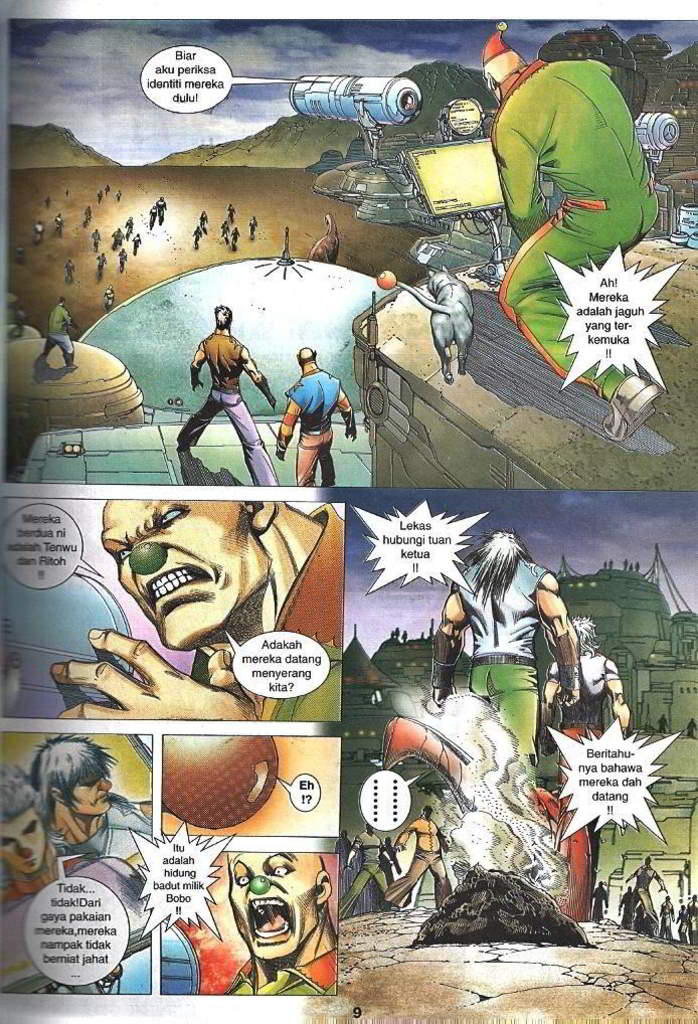 Biar
aku periksa
identiti mereka
dulu!
Ah!
Mereka
adalah jaguh
yang ter-
kemuka
!!
Mereka
berdua ni
adalah Tenwu
dan Ritoh
!!
Adakah
mereka datang
menyerang
kita?
Lekas
hubungi tuan
ketua
!!
Beritahu-
nya bahawa
mereka dah
datang
!!
Tidak...
tidak!Dari
gaya pakaian
mereka,mereka
nampak tidak
berniat jahat
...
Eh
!?
Itu
adalah
hidung
badut milik
Bobo
!!
9